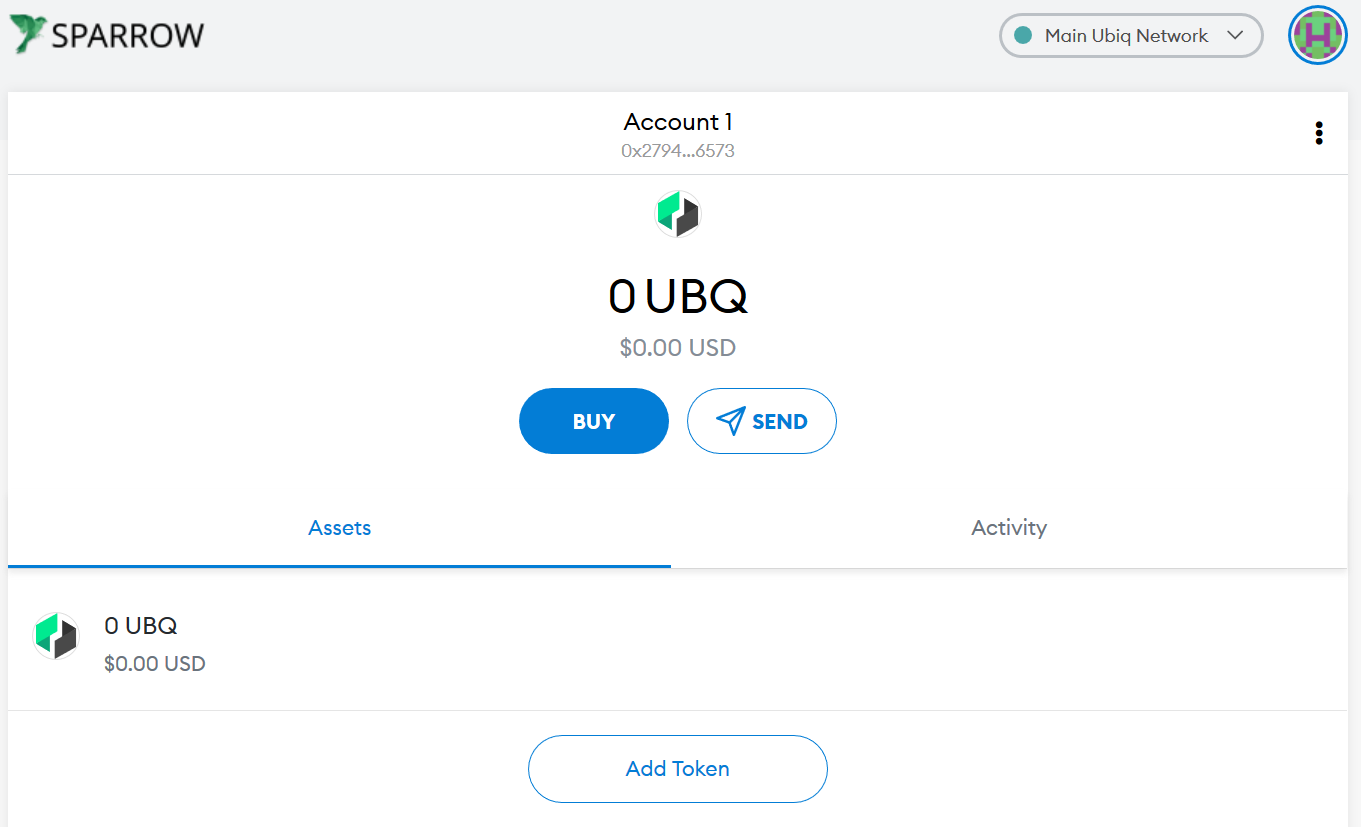 SPARROW
Main Ubiq Network
Account 1
0x2794...6573
0 UBQ
$0.00 USD
BUY
SEND
Assets
Activity
0 UBQ
$0.00 USD
Add Token